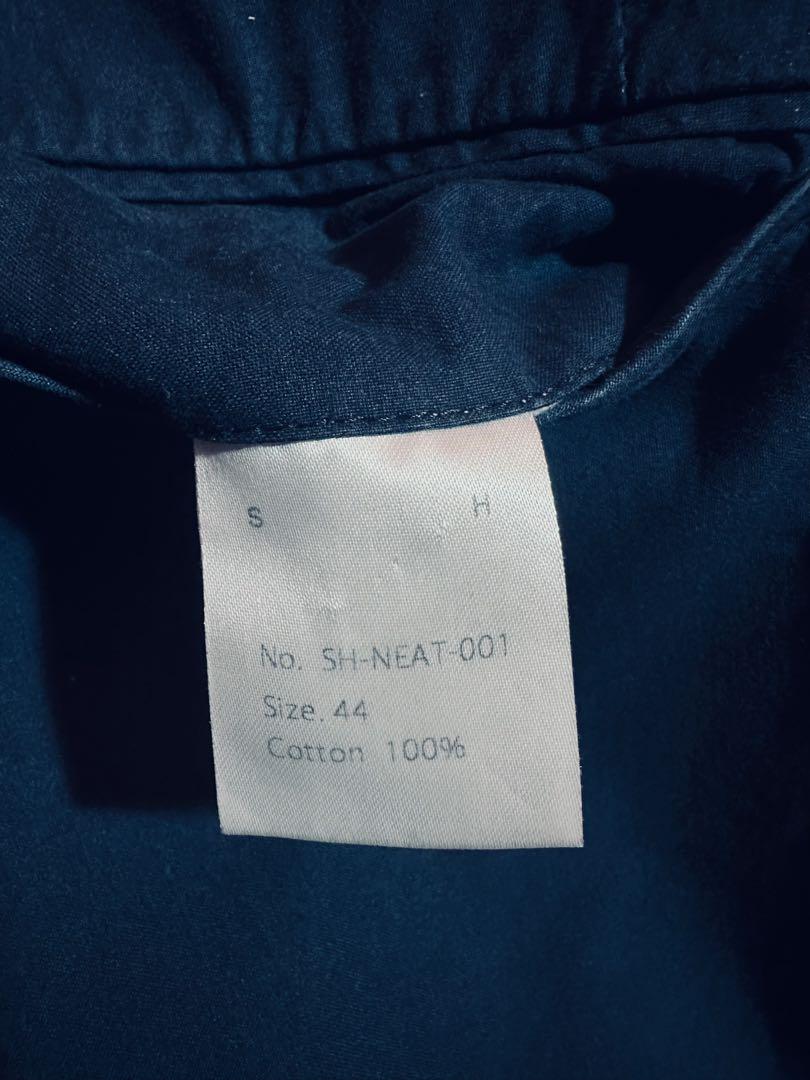 S H
No. SH-NEAT-001
Size. 44
Cotton 100%